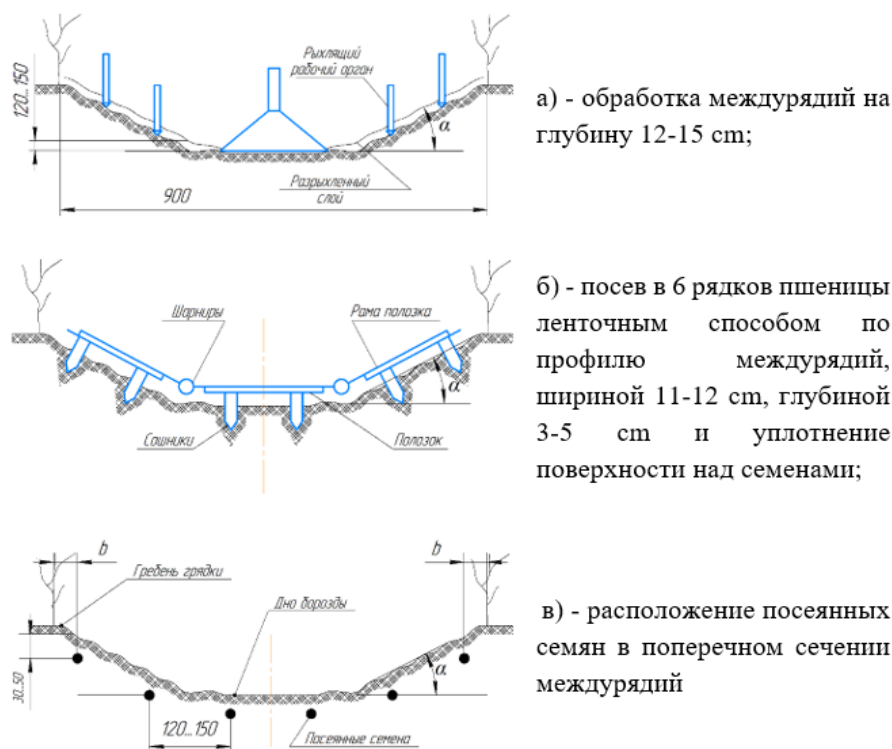 Рыхлящий
рабочий орган
120...150
α
Разрыхленный
слой
900
а) - обработка междурядий на
глубину 12-15 cm;
Шарниры
Рама полозка
α
Сошники
Полозок
б) - посев в 6 рядков пшеницы
ленточным способом по
профилю междурядий,
шириной 11-12 cm, глубиной
3-5 cm и уплотнение
поверхности над семенами;
b
b
Гребень грядки
Дно борозды
α
30...50
120...150
Посеянные семена
в) - расположение посеянных
семян в поперечном сечении
междурядий